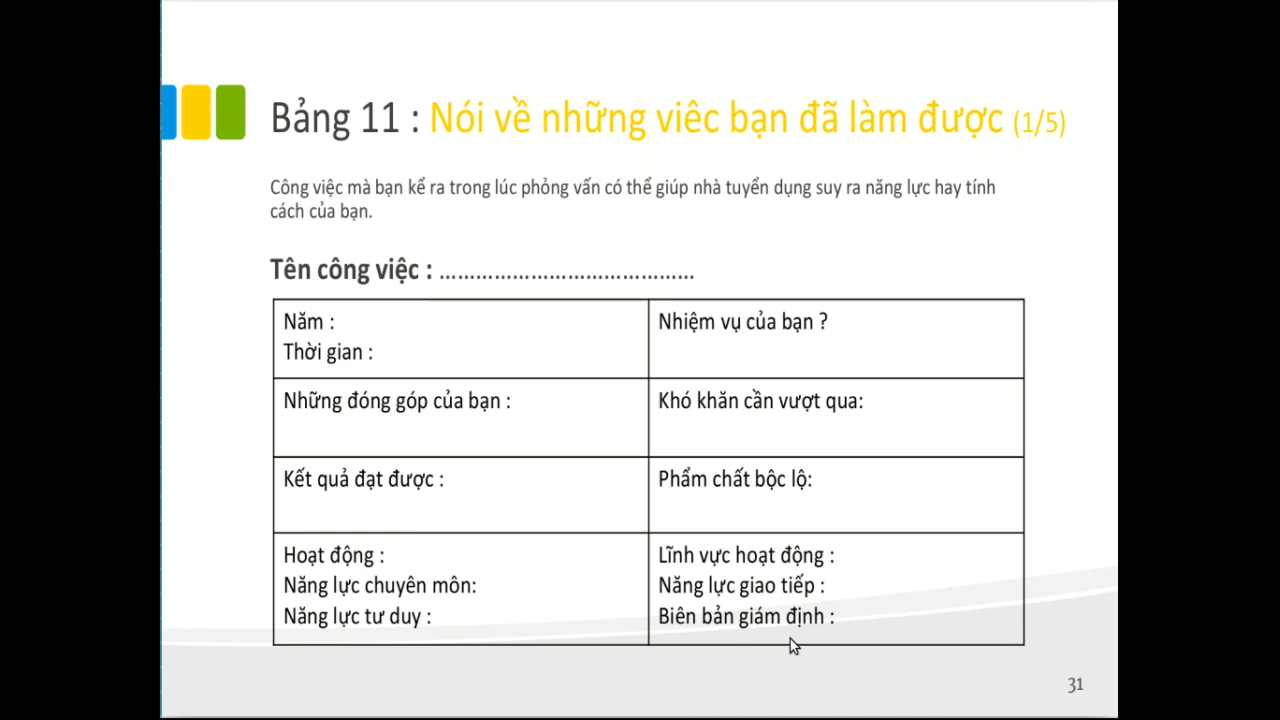 Bảng 11 : Nói về những viêc bạn đã làm được (1/5)
Công việc mà bạn kể ra trong lúc phỏng vấn có thể giúp nhà tuyển dụng suy ra năng lực hay tính
cách của bạn.
Tên công việc : ……………………………………
Năm :
Thời gian :
Nhiệm vụ của bạn ?
Những đóng góp của bạn :
Khó khăn cần vượt qua:
Kết quả đạt được :
Phẩm chất bộc lộ:
Hoạt động :
Năng lực chuyên môn:
Năng lực tư duy :
Lĩnh vực hoạt động :
Năng lực giao tiếp :
Biên bản giám định :
31